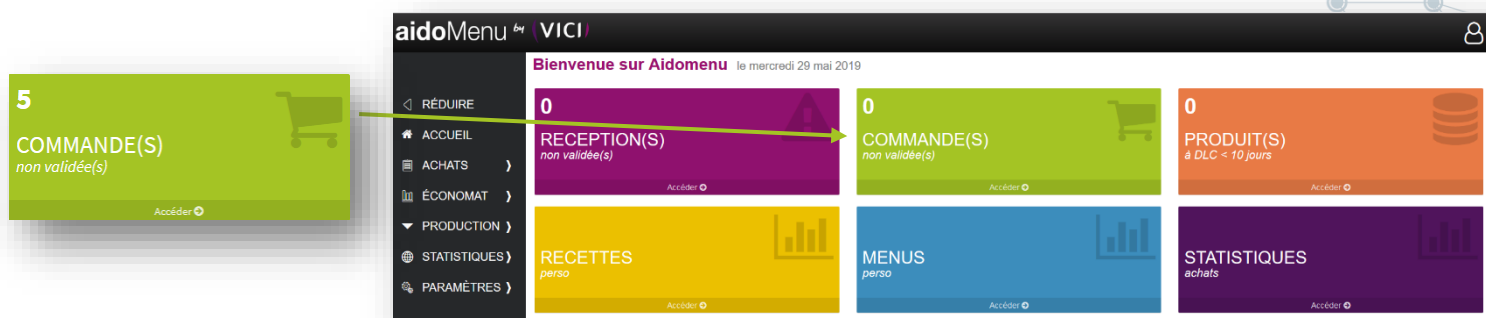 5
COMMANDE(S)
non validée(s)
Accéder
aidoMenu by (VICI)
Bienvenue sur Aidomenu le mercredi 29 mai 2019
RÉDUIRE
ACCUEIL
ACHATS
ÉCONOMAT
PRODUCTION
STATISTIQUES
PARAMÈTRES
0
RECEPTION(S)
non validée(s)
Accéder
0
COMMANDE(S)
non validée(s)
Accéder
0
PRODUIT(S)
à DLC < 10 jours
Accéder
RECETTES
perso
Accéder
MENUS
perso
Accéder
STATISTIQUES
achats
Accéder